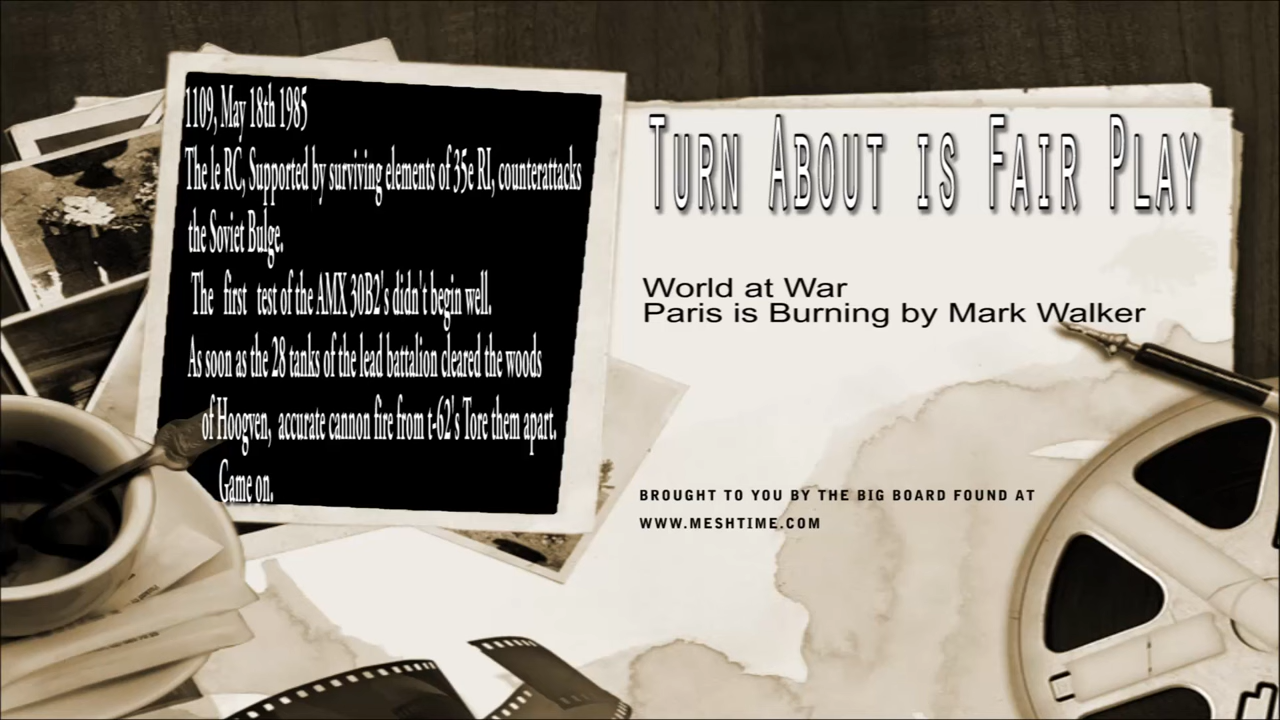 1109, May 18th 1985
The le RC, Supported by surviving elements of 35e RI, counterattacks
the Soviet Bulge.
The first test of the AMX 30B2's didn't begin well.
As soon as the 28 tanks of the lead battalion cleared the woods
of Hoogven, accurate cannon fire from t-62's Tore them apart.
Game on.
Turn About is Fair Play
World at War
Paris is Burning by Mark Walker
BROUGHT TO YOU BY THE BIG BOARD FOUND AT
WWW.MESHTIME.COM